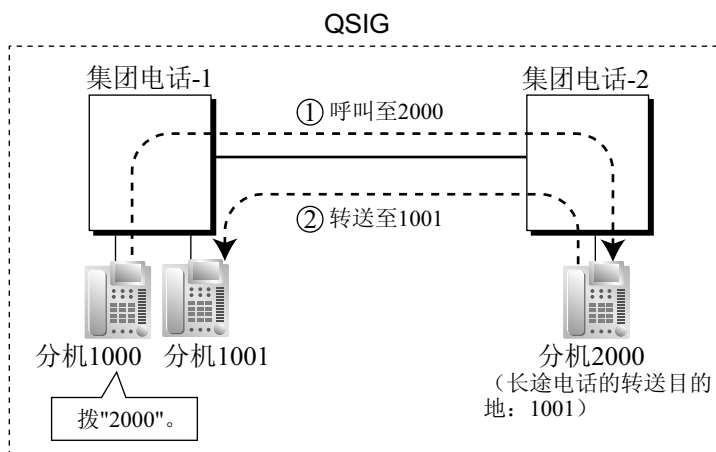 QSIG
集团电话-1
集团电话-2
① 呼叫至2000
② 转送至1001
分机1000
分机1001
分机2000
（长途电话的转送目的
地：1001）
拨"2000"。